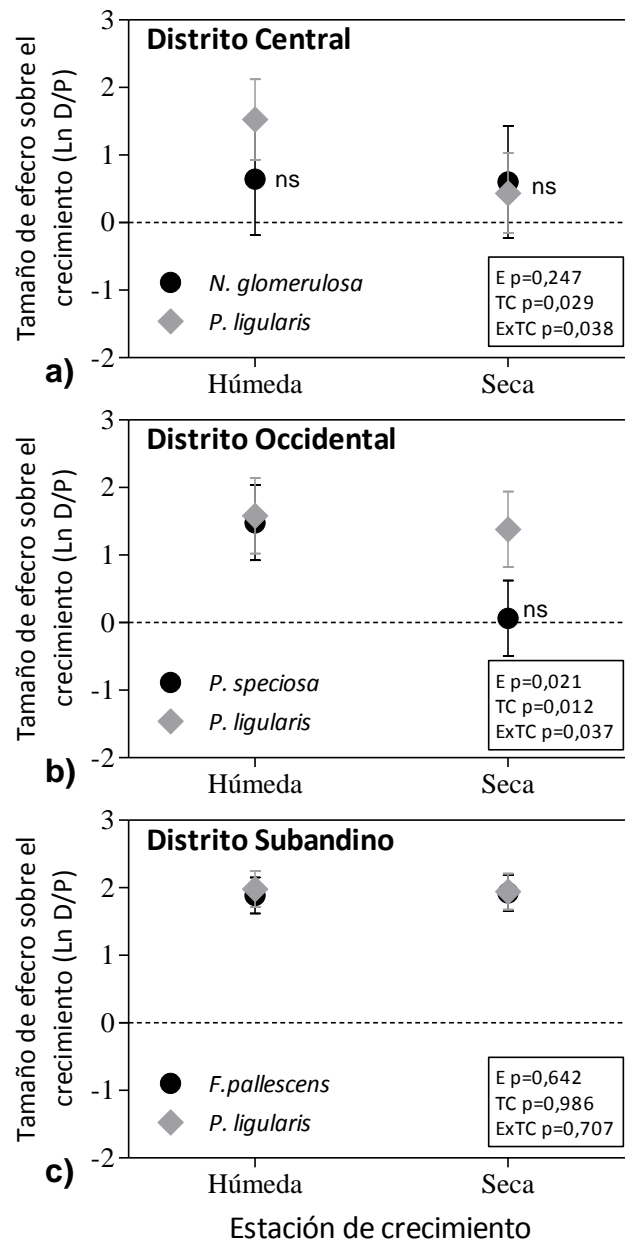 Distrito Central
Tamaño de efecro sobre el
crecimiento (Ln D/P)
3
2
1
0
-1
-2
ns
ns
N. glomerulosa
P. ligularis
E p=0,247
TC p=0,029
ExTC p=0,038
a)
Húmeda
Seca
Distrito Occidental
Tamaño de efecro sobre el
crecimiento (Ln D/P)
3
2
1
0
-1
-2
ns
P. speciosa
P. ligularis
E p=0,021
TC p=0,012
ExTC p=0,037
b)
Húmeda
Seca
Distrito Subandino
Tamaño de efecro sobre el
crecimiento (Ln D/P)
3
2
1
0
-1
-2
F.pallescens
P. ligularis
E p=0,642
TC p=0,986
ExTC p=0,707
c)
Húmeda
Seca
Estación de crecimiento